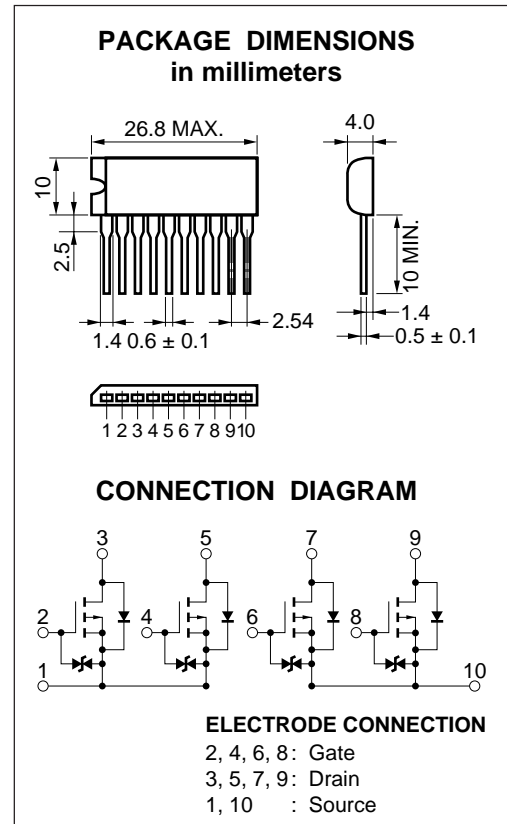 PACKAGE DIMENSIONS
in millimeters
26.8 MAX.
4.0
10
2.5
10 MIN.
2.54
1.4
1.4 0.6 ± 0.1
0.5 ± 0.1
1 2 3 4 5 6 7 8 9 10
CONNECTION DIAGRAM
3 5 7 9
2 4 6 8
1 10
ELECTRODE CONNECTION
2, 4, 6, 8 : Gate
3, 5, 7, 9 : Drain
1, 10 : Source